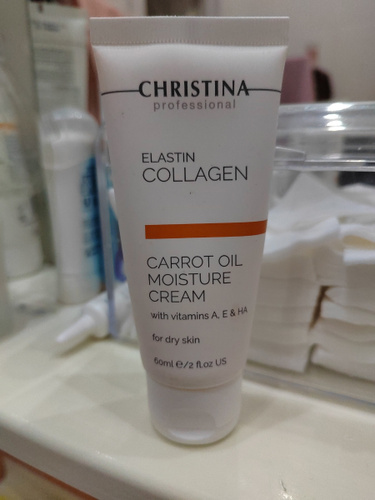 CHRISTINA
professional
ELASTIN
COLLAGEN
CARROT OIL
MOISTURE
CREAM
with vitamins A, E & HA
for dry skin
60ml ℮/2 fl.oz US